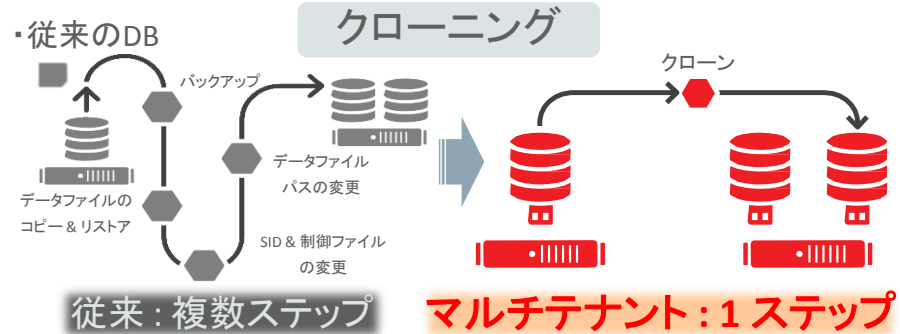 クローニング
・従来のDB
バックアップ
データファイルの
コピー & リストア
SID & 制御ファイル
の変更
データファイル
パスの変更
従来 : 複数ステップ
クローン
マルチテナント : 1 ステップ